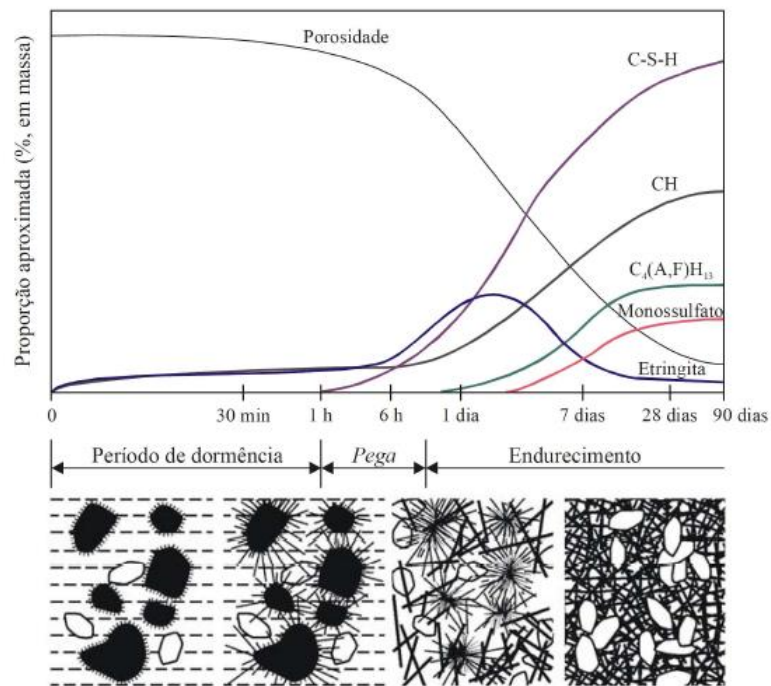 Proporção aproximada (%, em massa)
Porosidade
C-S-H
CH
C₄(A,F)H₁₃
Monossulfato
Etringita
0 30 min 1 h 6 h 1 dia 7 dias 28 dias 90 dias
Período de dormência Pega Endurecimento